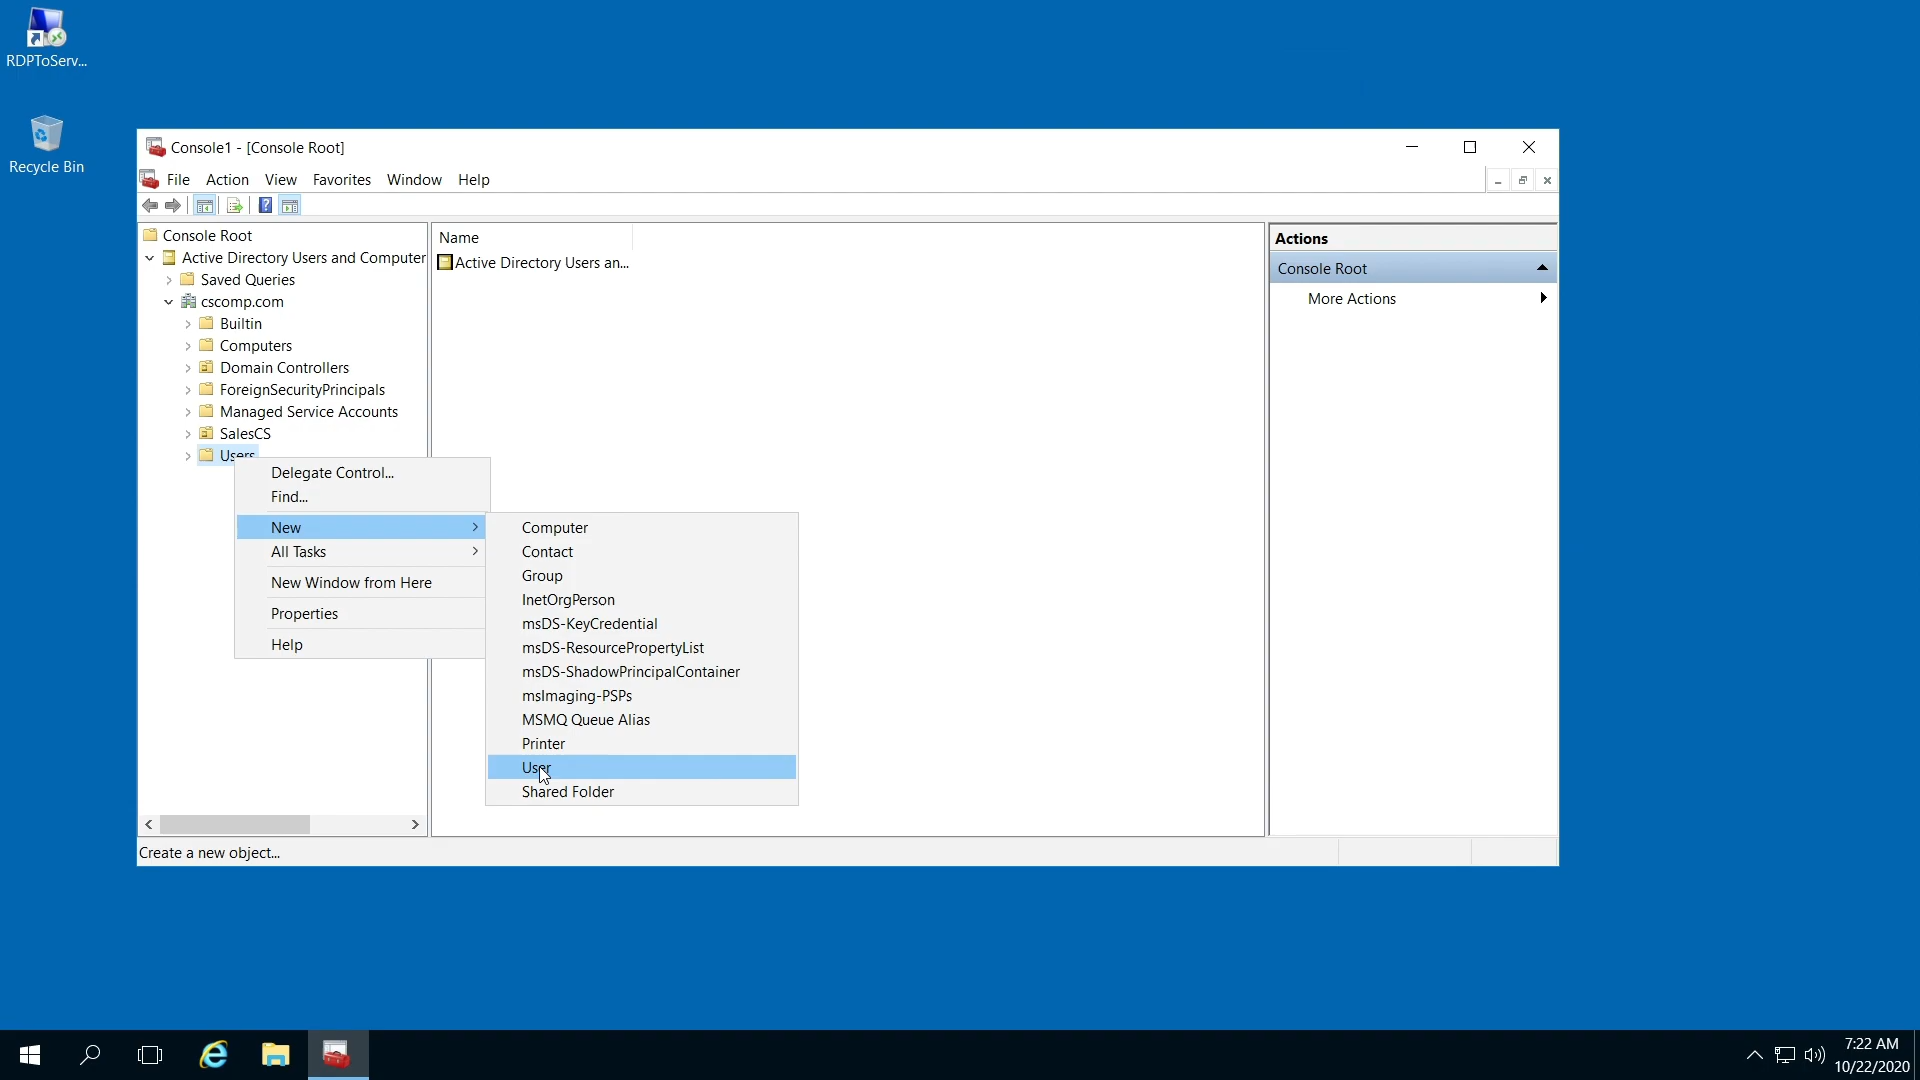 RDPToServ...
Recycle Bin
Console1 - [Console Root]
File Action View Favorites Window Help
Console Root
Active Directory Users and Computer
Saved Queries
cscomp.com
Builtin
Computers
Domain Controllers
ForeignSecurityPrincipals
Managed Service Accounts
SalesCS
Users
Name
Active Directory Users an...
Actions
Console Root
More Actions
Delegate Control...
Find...
New
All Tasks
New Window from Here
Properties
Help
Computer
Contact
Group
InetOrgPerson
msDS-KeyCredential
msDS-ResourcePropertyList
msDS-ShadowPrincipalContainer
msImaging-PSPs
MSMQ Queue Alias
Printer
User
Shared Folder
Create a new object...
7:22 AM
10/22/2020